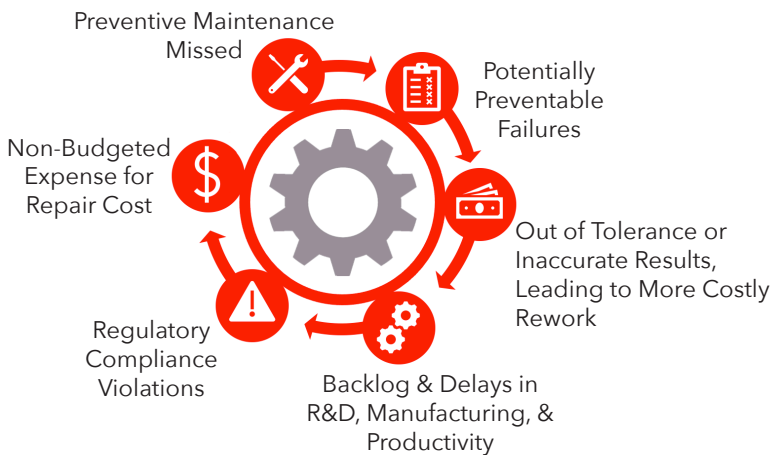 Preventive Maintenance
Missed
Potentially
Preventable
Failures
Out of Tolerance or
Inaccurate Results,
Leading to More Costly
Rework
Backlog & Delays in
R&D, Manufacturing, &
Productivity
Regulatory
Compliance
Violations
Non-Budgeted
Expense for
Repair Cost